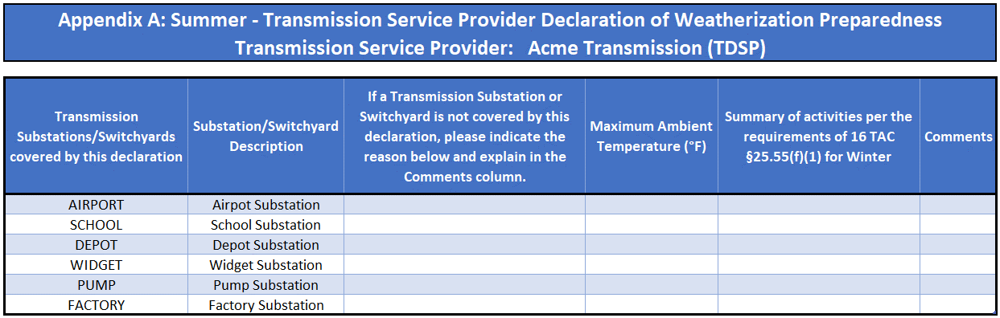 Appendix A: Summer - Transmission Service Provider Declaration of Weatherization Preparedness
Transmission Service Provider:   Acme Transmission (TDSP)
Transmission
Substations/Switchyards
covered by this declaration
Substation/Switchyard
Description
If a Transmission Substation or
Switchyard is not covered by this
declaration, please indicate the
reason below and explain in the
Comments column.
Maximum Ambient
Temperature (°F)
Summary of activities per the
requirements of 16 TAC
§25.55(f)(1) for Winter
Comments
AIRPORT Airpot Substation
SCHOOL School Substation
DEPOT Depot Substation
WIDGET Widget Substation
PUMP Pump Substation
FACTORY Factory Substation